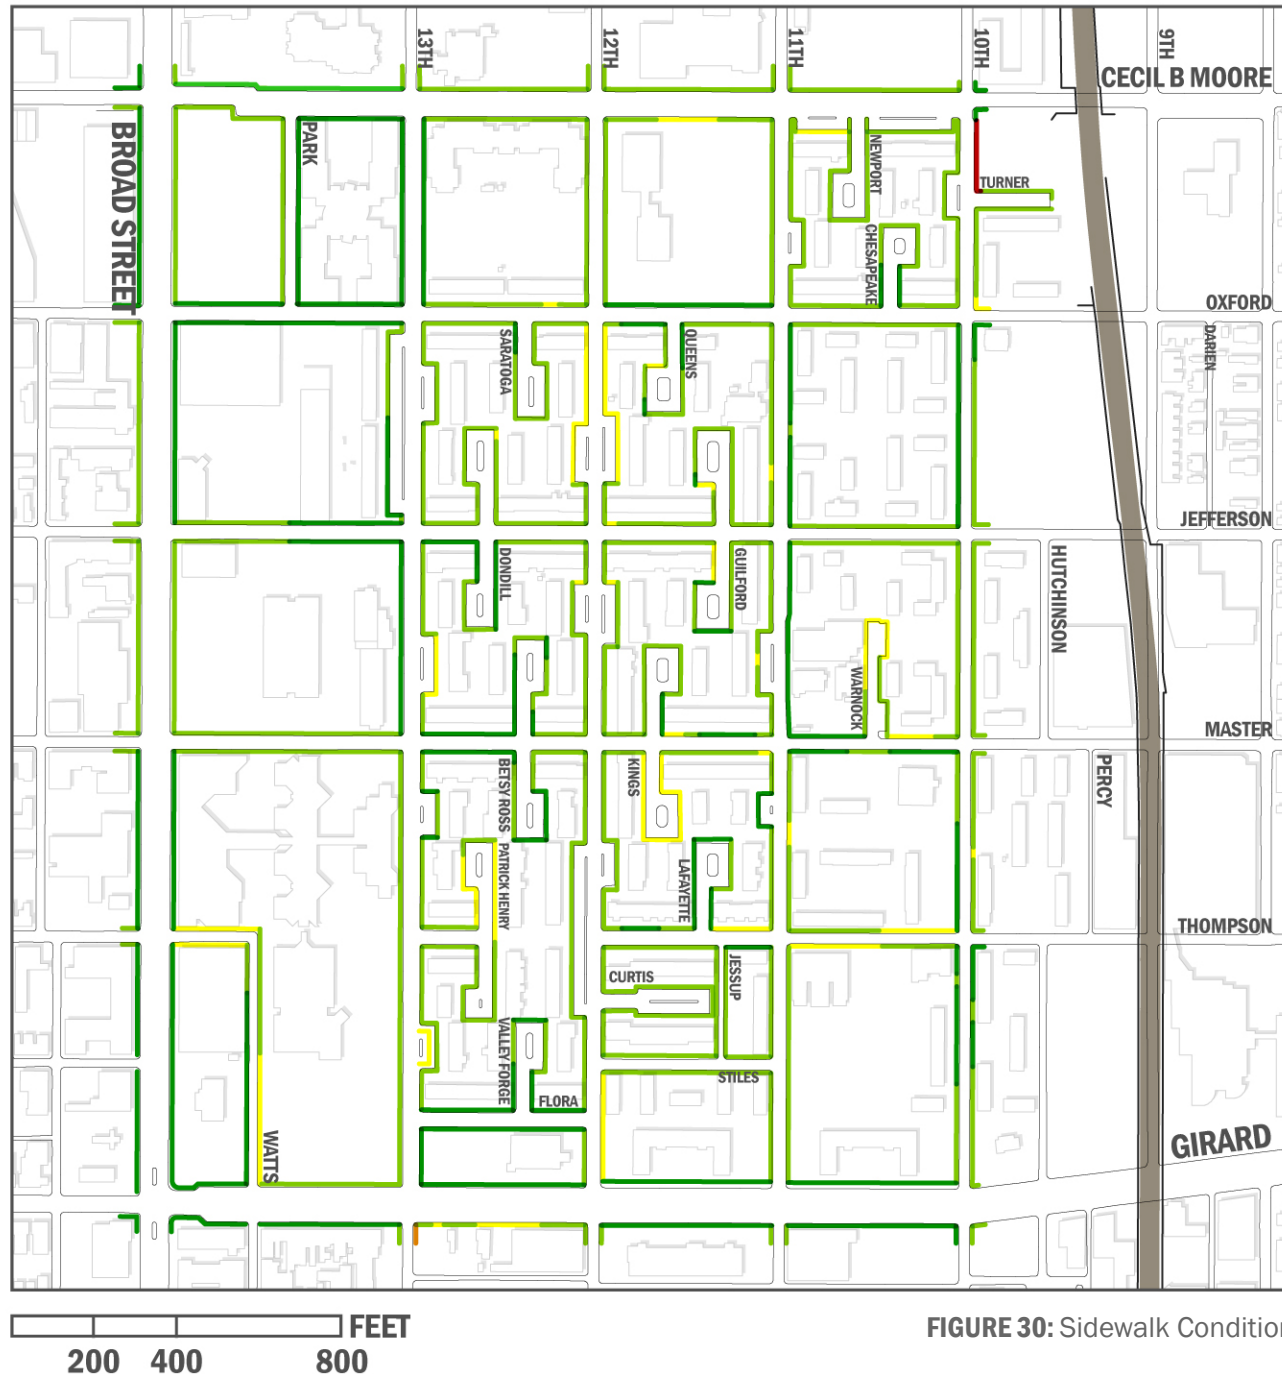 13TH
12TH
11TH
10TH
9TH
CECIL B MOORE
BROAD STREET
PARK
NEWPORT
TURNER
CHESAPEAKE
OXFORD
SARATOGA
QUEENS
DARIEN
JEFFERSON
DONDILL
GUILFORD
HUTCHINSON
WARNOCK
MASTER
BETSY ROSS
KINGS
PERCY
PATRICK HENRY
LAFAYETTE
THOMPSON
CURTIS
JESSUP
VALLEY FORGE
STILES
FLORA
WATTS
GIRARD
FEET
200 400 800
FIGURE 30: Sidewalk Condition